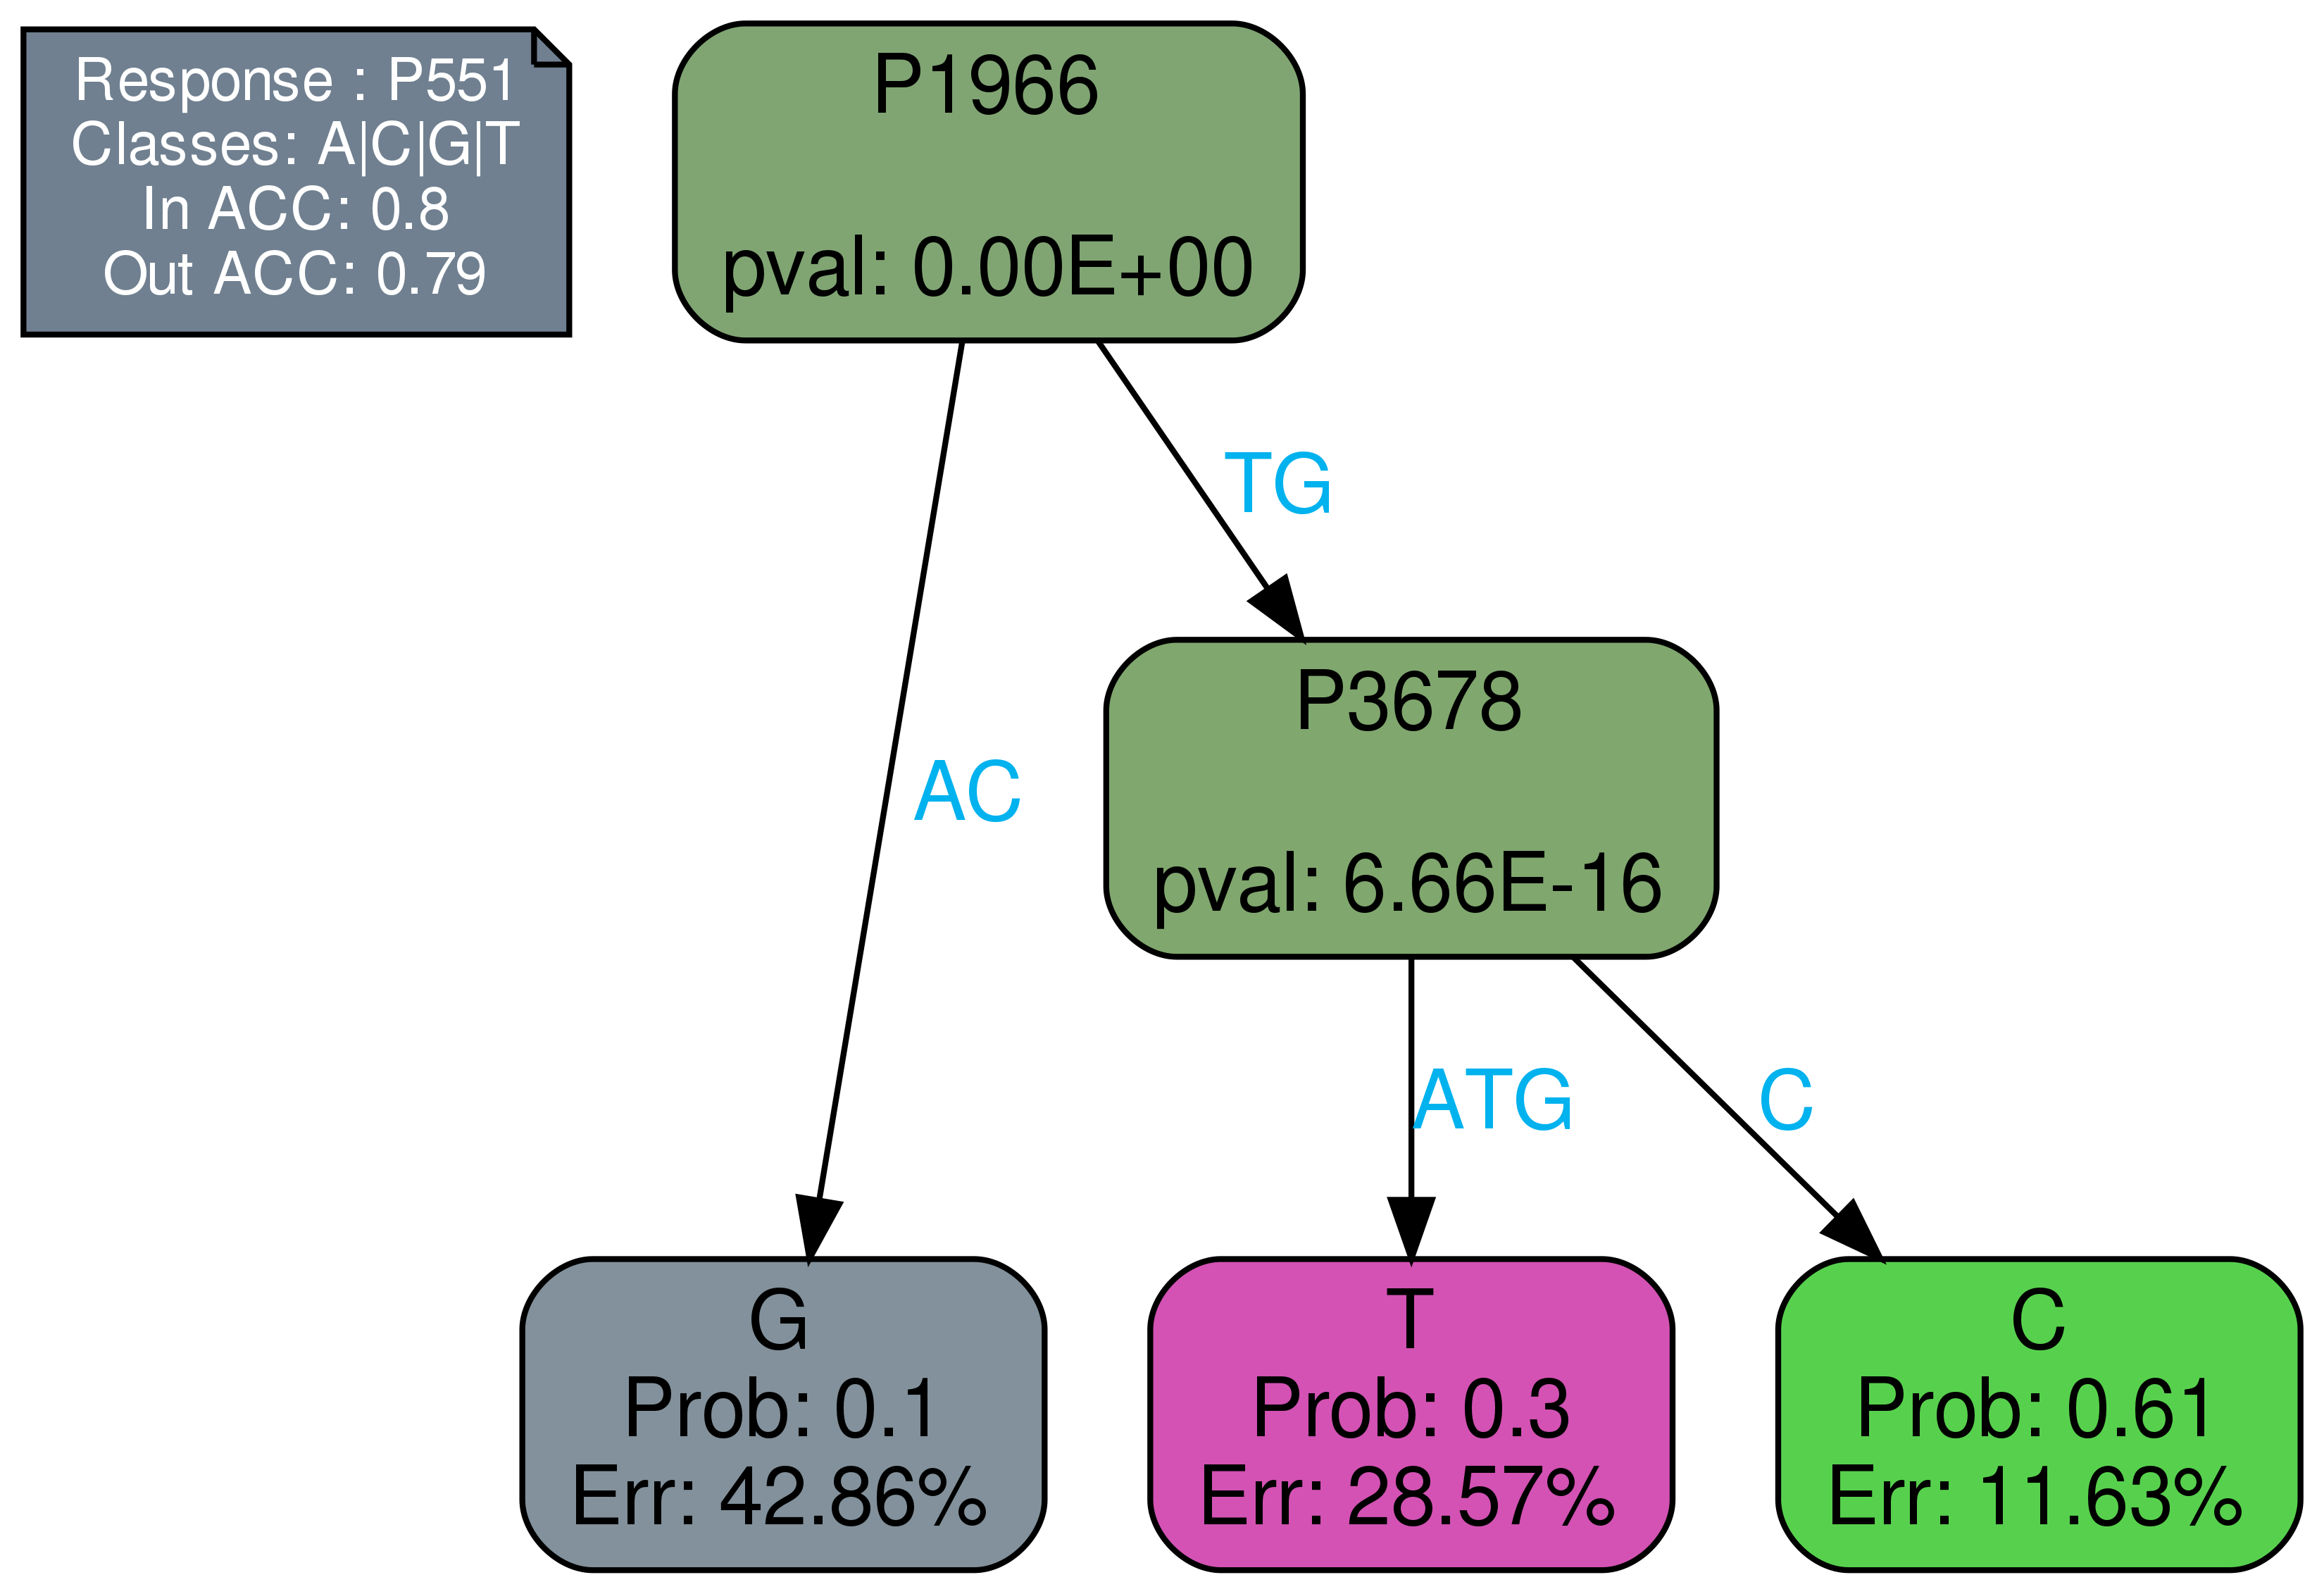 Response : P551
Classes: A|C|G|T
In ACC: 0.8
Out ACC: 0.79
P1966
pval: 0.00E+00
TG
AC
P3678
pval: 6.66E-16
ATG
C
G
Prob: 0.1
Err: 42.86%
T
Prob: 0.3
Err: 28.57%
C
Prob: 0.61
Err: 11.63%